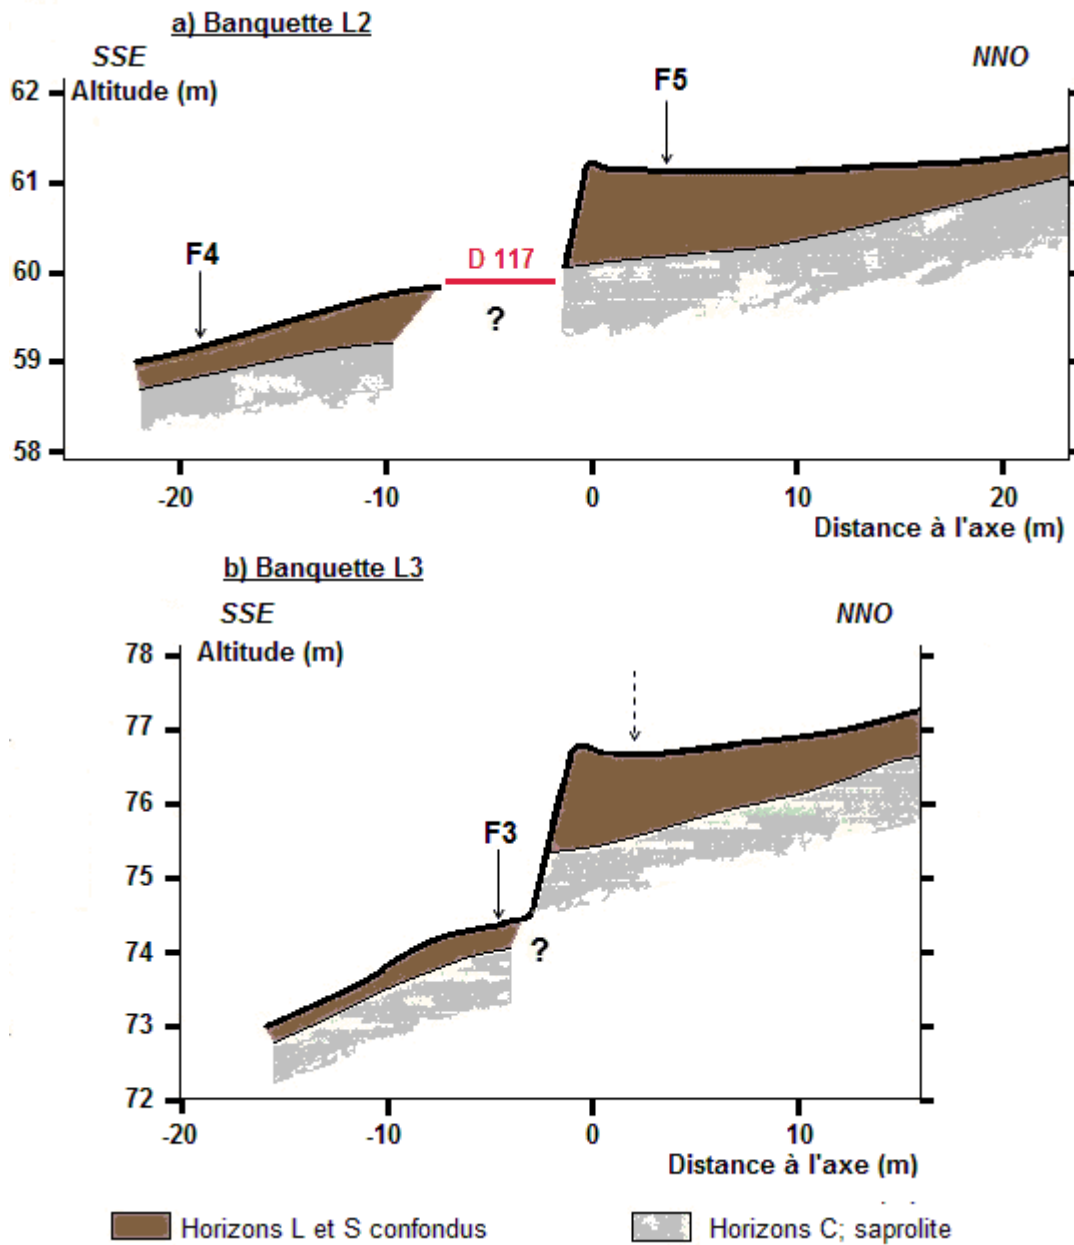 a) Banquette L2
SSE
NNO
Altitude (m)
62
61
60
59
58
F5
F4
D 117
?
-20
-10
0
10
20
Distance à l'axe (m)
b) Banquette L3
SSE
NNO
Altitude (m)
78
77
76
75
74
73
72
F3
?
-20
-10
0
10
Distance à l'axe (m)
Horizons L et S confondus
Horizons C; saprolite